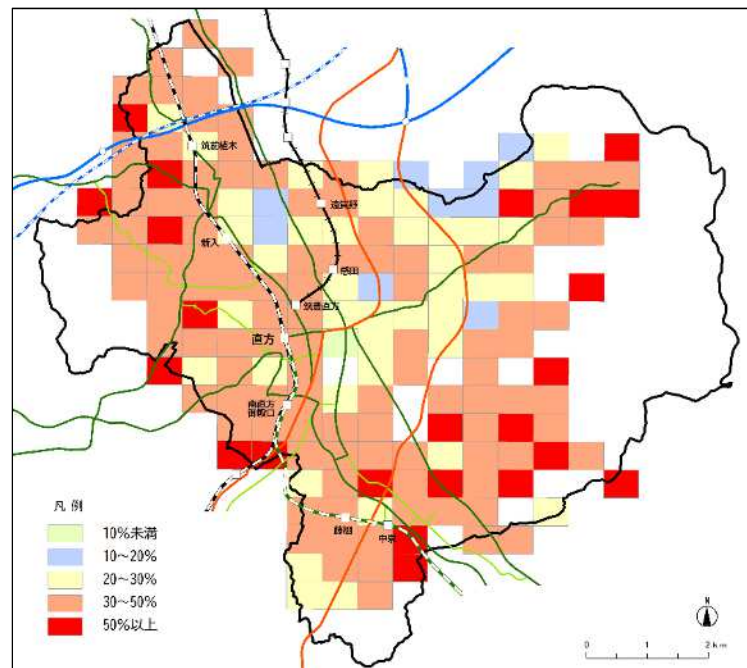 筑前植木
遠賀野
新入
感田
筑豊直方
直方
南直方
御殿口
藤棚
中泉
凡 例
10%未満
10～20%
20～30%
30～50%
50%以上
N
0 1 2 km